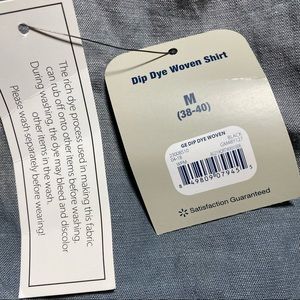 The rich dye process used in making this fabric
can rub off onto other items before washing.
During washing, the dye may bleed and discolor
other items in the wash.
Please wash separately before wearing!
Dip Dye Woven Shirt
M
(38-40)
GE DIP DYE WOVEN
BLACK
Satisfaction Guaranteed